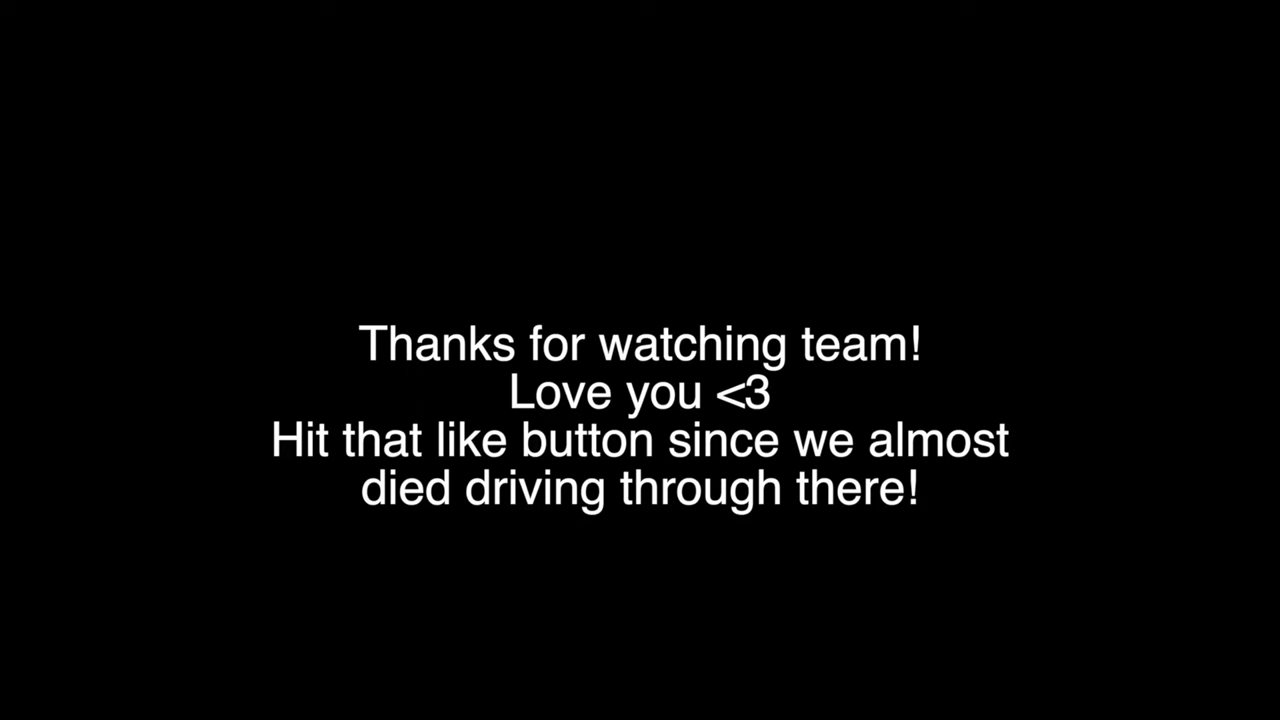 Thanks for watching team!
Love you <3
Hit that like button since we almost
died driving through there!